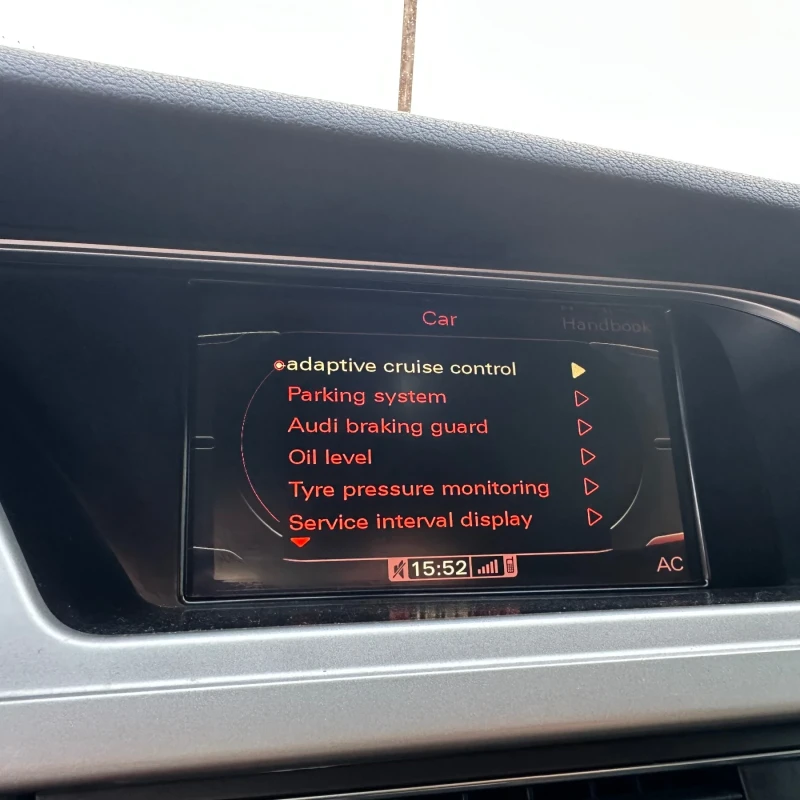 Car
Handbook
adaptive cruise control
Parking system
Audi braking guard
Oil level
Tyre pressure monitoring
Service interval display
15:52
AC